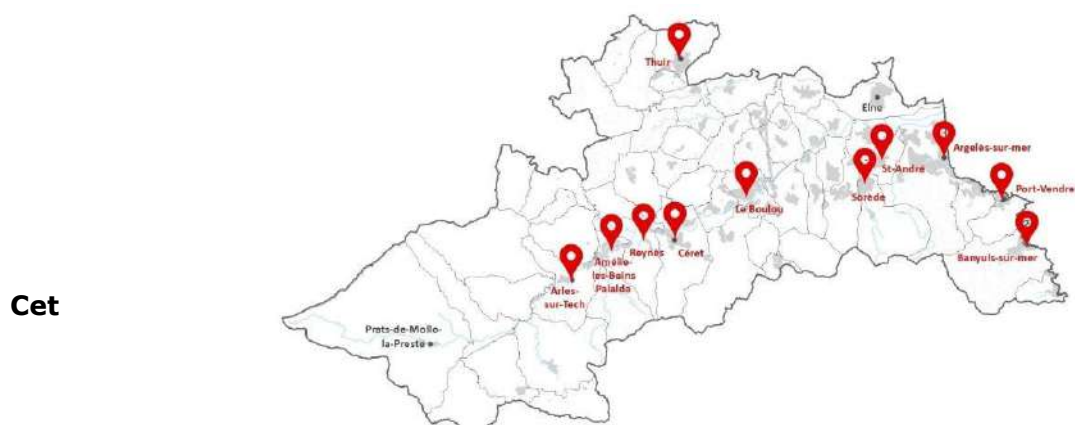 Thuir
Elne
Argelès-sur-mer
St-André
Port-Vendre
Sorède
Le Boulou
Banyuls-sur-mer
Reynès
Céret
Amélie-
les-Bains
Palalda
Arles-
sur-Tech
Cet
Prats-de-Mollo-
la-Preste